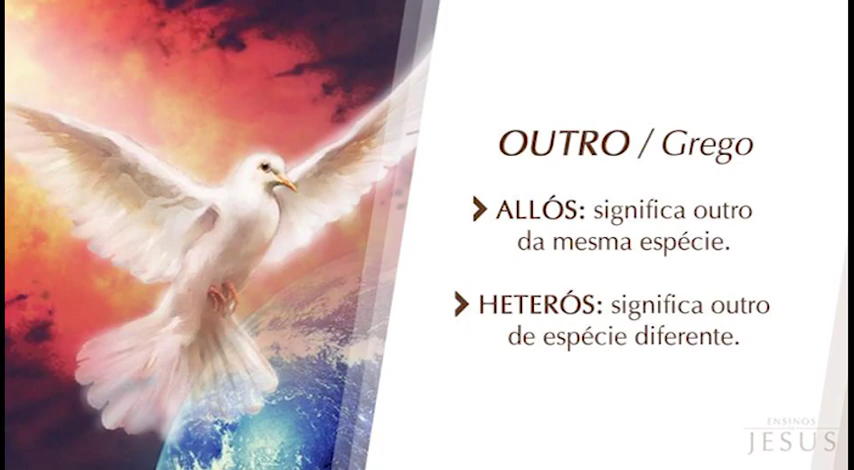 OUTRO / Grego
ALLÓS: significa outro
da mesma espécie.
HETERÓS: significa outro
de espécie diferente.
ENSINOS
JESUS